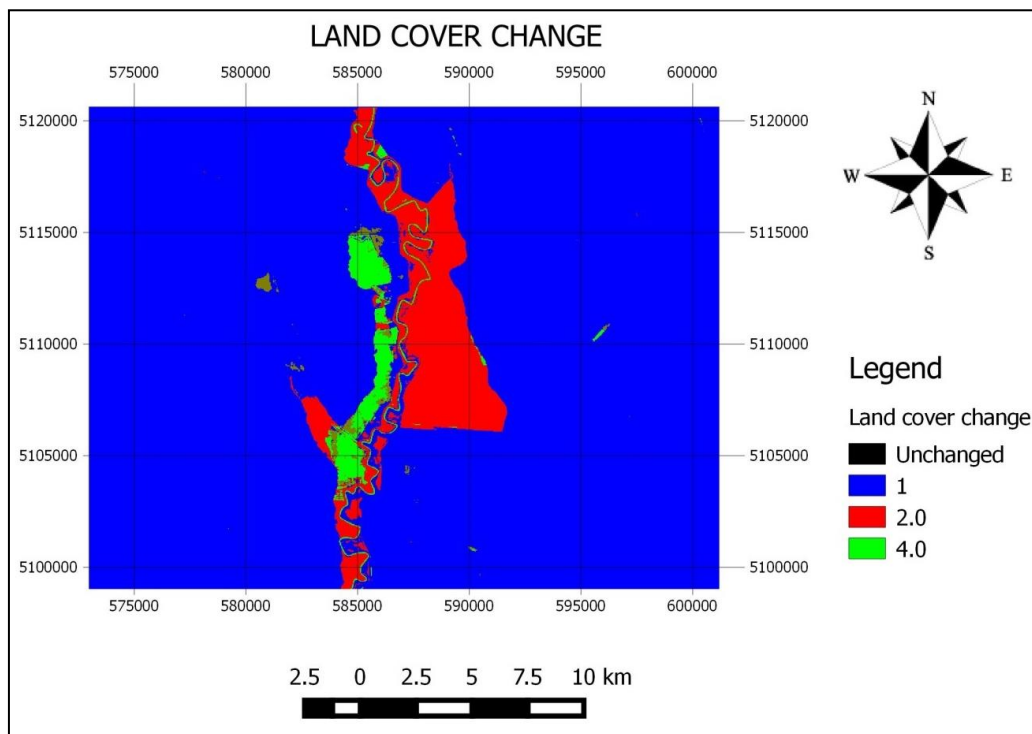 LAND COVER CHANGE
575000 580000 585000 590000 595000 600000
5120000 5120000
5115000 5115000
5110000 5110000
5105000 5105000
5100000 5100000
575000 580000 585000 590000 595000 600000
N
W E
S
Legend
Land cover change
Unchanged
1
2.0
4.0
2.5 0 2.5 5 7.5 10 km